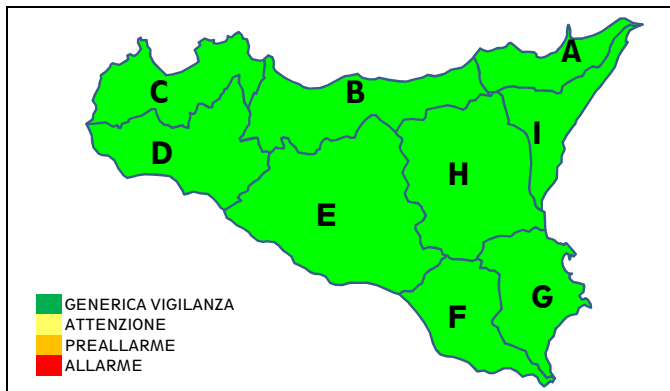 A
C
B
I
D
H
E
G
F
GENERICA VIGILANZA
ATTENZIONE
PREALLARME
ALLARME